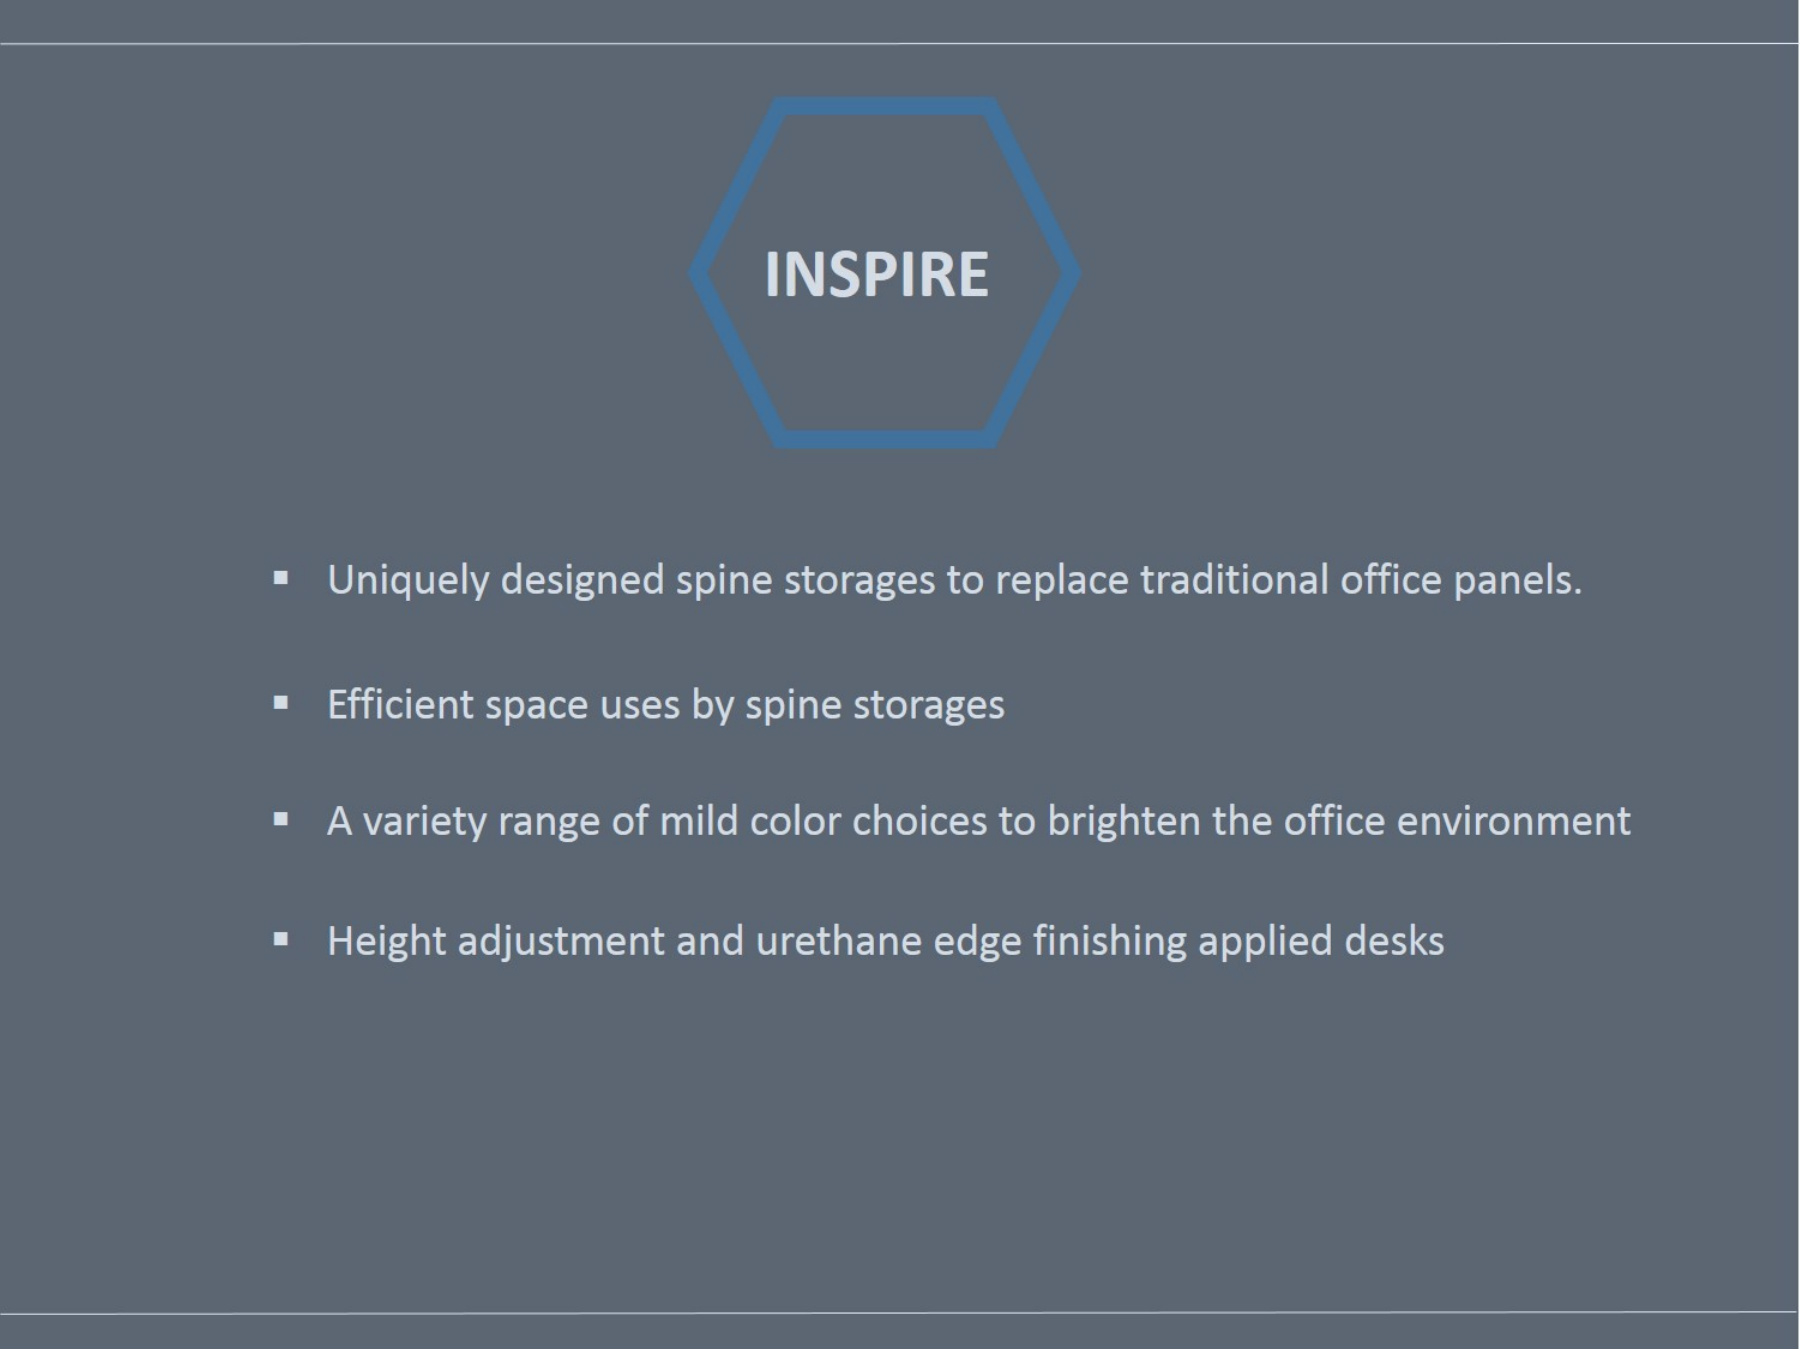 INSPIRE
▪ Uniquely designed spine storages to replace traditional office panels.
▪ Efficient space uses by spine storages
▪ A variety range of mild color choices to brighten the office environment
▪ Height adjustment and urethane edge finishing applied desks